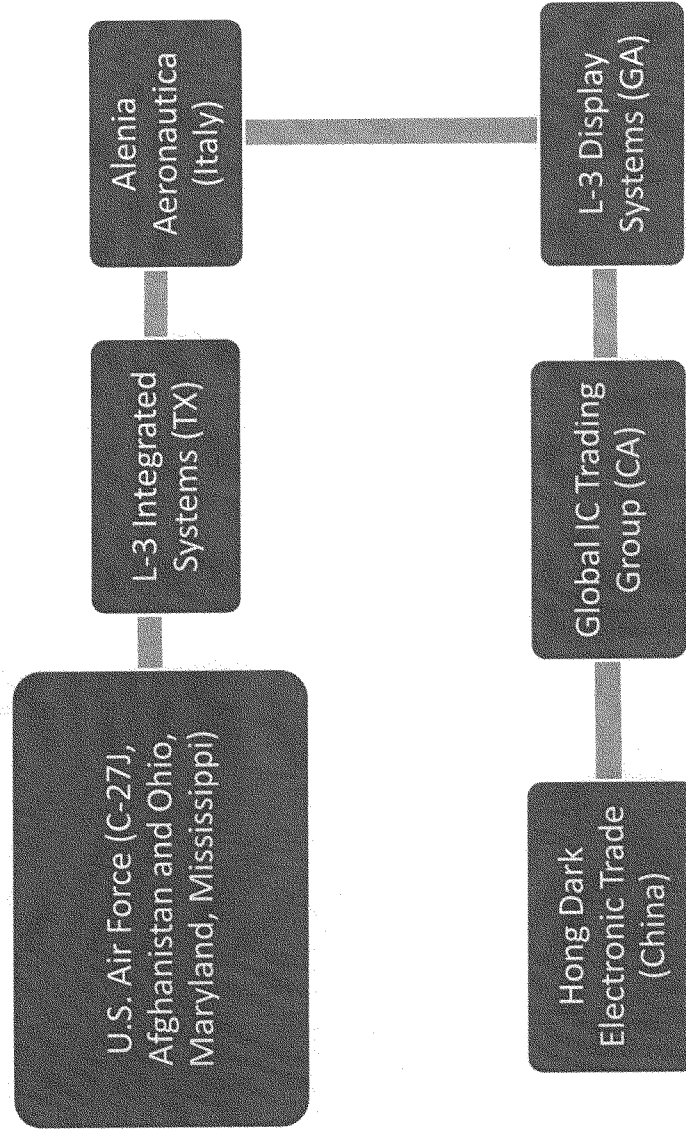 U.S. Air Force (C-27J,
Afghanistan and Ohio,
Maryland, Mississippi)
L-3 Integrated
Systems (TX)
Alenia
Aeronautica
(Italy)
Hong Dark
Electronic Trade
(China)
Global IC Trading
Group (CA)
L-3 Display
Systems (GA)